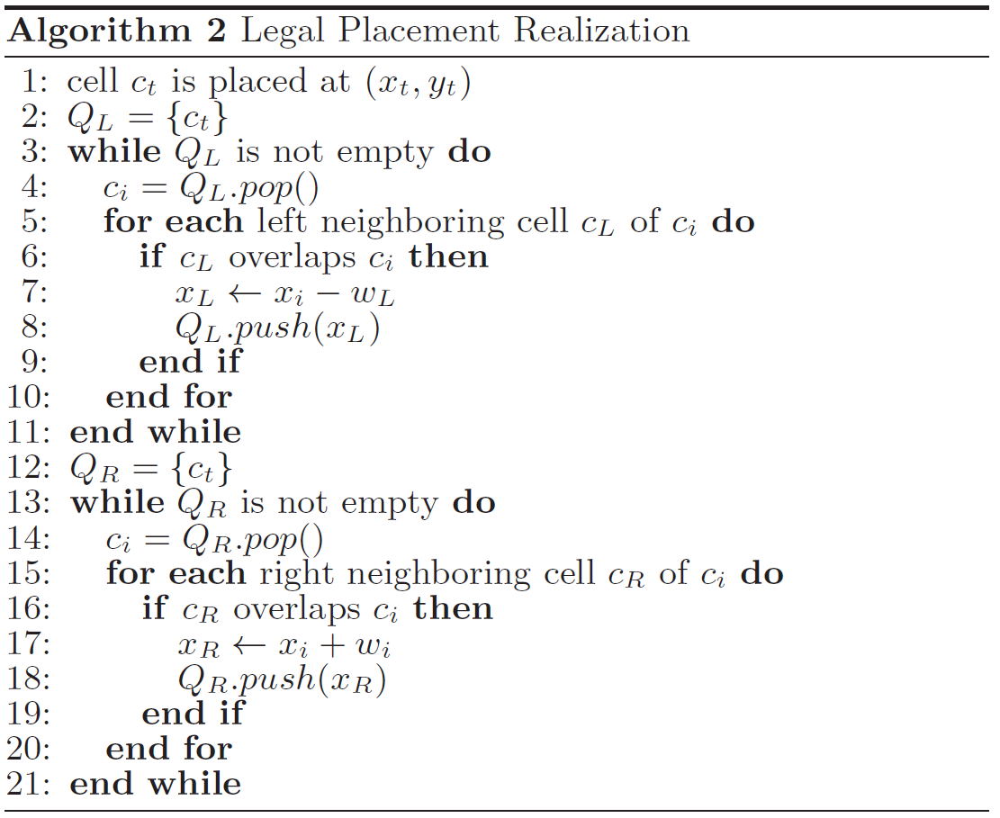 Algorithm 2 Legal Placement Realization
1: cell c_t is placed at (x_t, y_t)
2: Q_L = {c_t}
3: while Q_L is not empty do
4: c_i = Q_L.pop()
5: for each left neighboring cell c_L of c_i do
6: if c_L overlaps c_i then
7: x_L ← x_i − w_L
8: Q_L.push(x_L)
9: end if
10: end for
11: end while
12: Q_R = {c_t}
13: while Q_R is not empty do
14: c_i = Q_R.pop()
15: for each right neighboring cell c_R of c_i do
16: if c_R overlaps c_i then
17: x_R ← x_i + w_i
18: Q_R.push(x_R)
19: end if
20: end for
21: end while